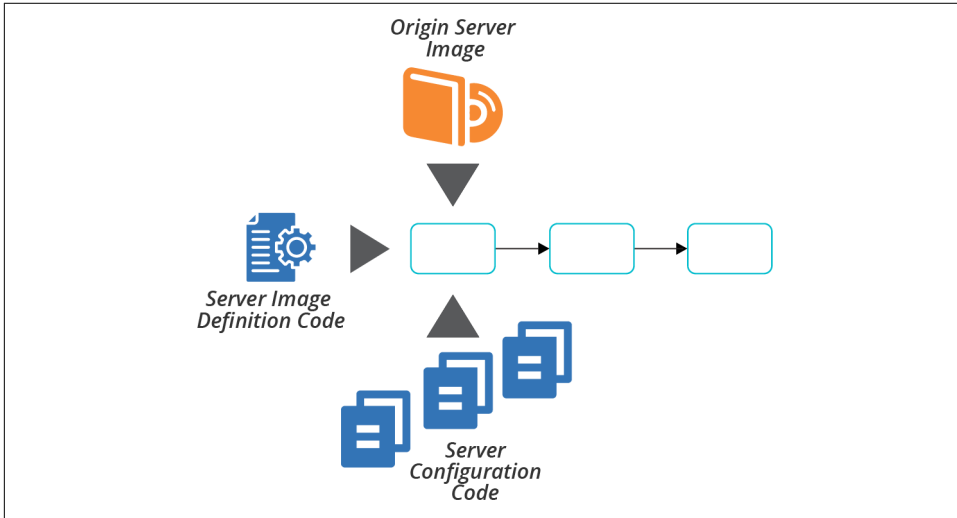 Origin Server
Image
Server Image
Definition Code
Server
Configuration
Code